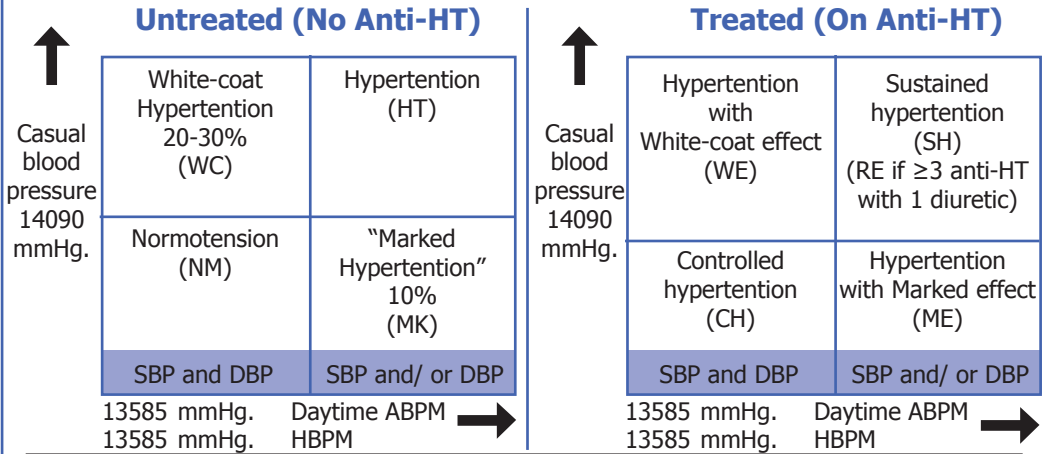 Untreated (No Anti-HT)
Casual
blood
pressure
14090
mmHg.
White-coat
Hypertention
20-30%
(WC)
Hypertention
(HT)
Normotension
(NM)
“Marked
Hypertention”
10%
(MK)
SBP and DBP
SBP and/ or DBP
13585 mmHg. Daytime ABPM
13585 mmHg. HBPM
Treated (On Anti-HT)
Casual
blood
pressure
14090
mmHg.
Hypertention
with
White-coat effect
(WE)
Sustained
hypertention
(SH)
(RE if ≥3 anti-HT
with 1 diuretic)
Controlled
hypertention
(CH)
Hypertention
with Marked effect
(ME)
SBP and DBP
SBP and/ or DBP
13585 mmHg. Daytime ABPM
13585 mmHg. HBPM